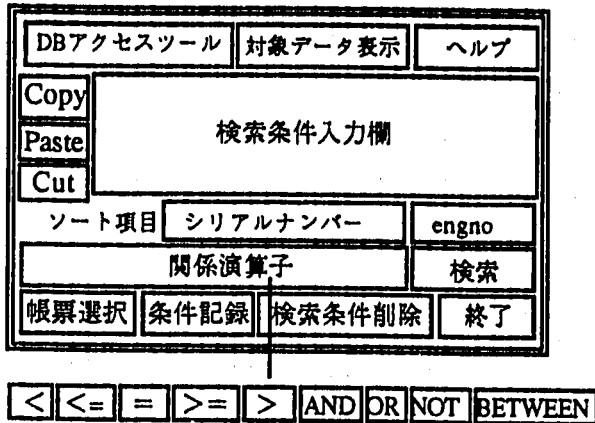 DBアクセスツール 対象データ表示 ヘルプ
Copy
検索条件入力欄
Paste
Cut
ソート項目 シリアルナンバー engno
関係演算子 検索
帳票選択 条件記録 検索条件削除 終了
< <= = >= > AND OR NOT BETWEEN